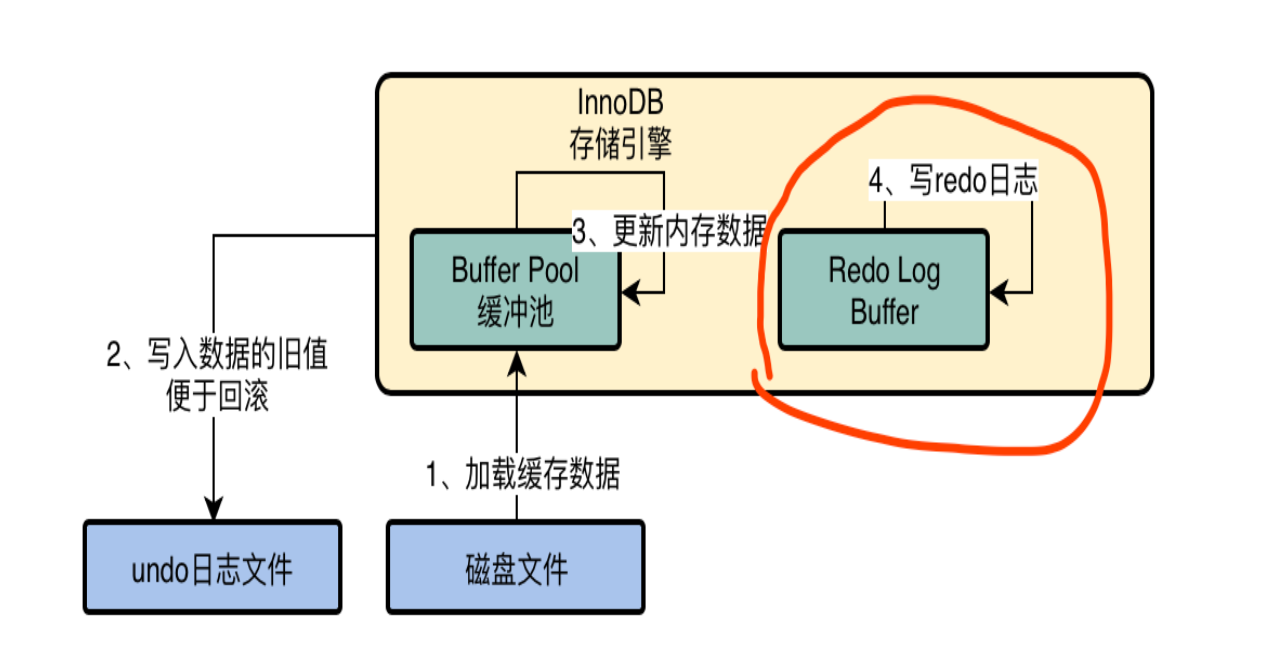 InnoDB
存储引擎
4、写redo日志
3、更新内存数据
Buffer Pool
缓冲池
Redo Log
Buffer
2、写入数据的旧值
便于回滚
1、加载缓存数据
undo日志文件
磁盘文件